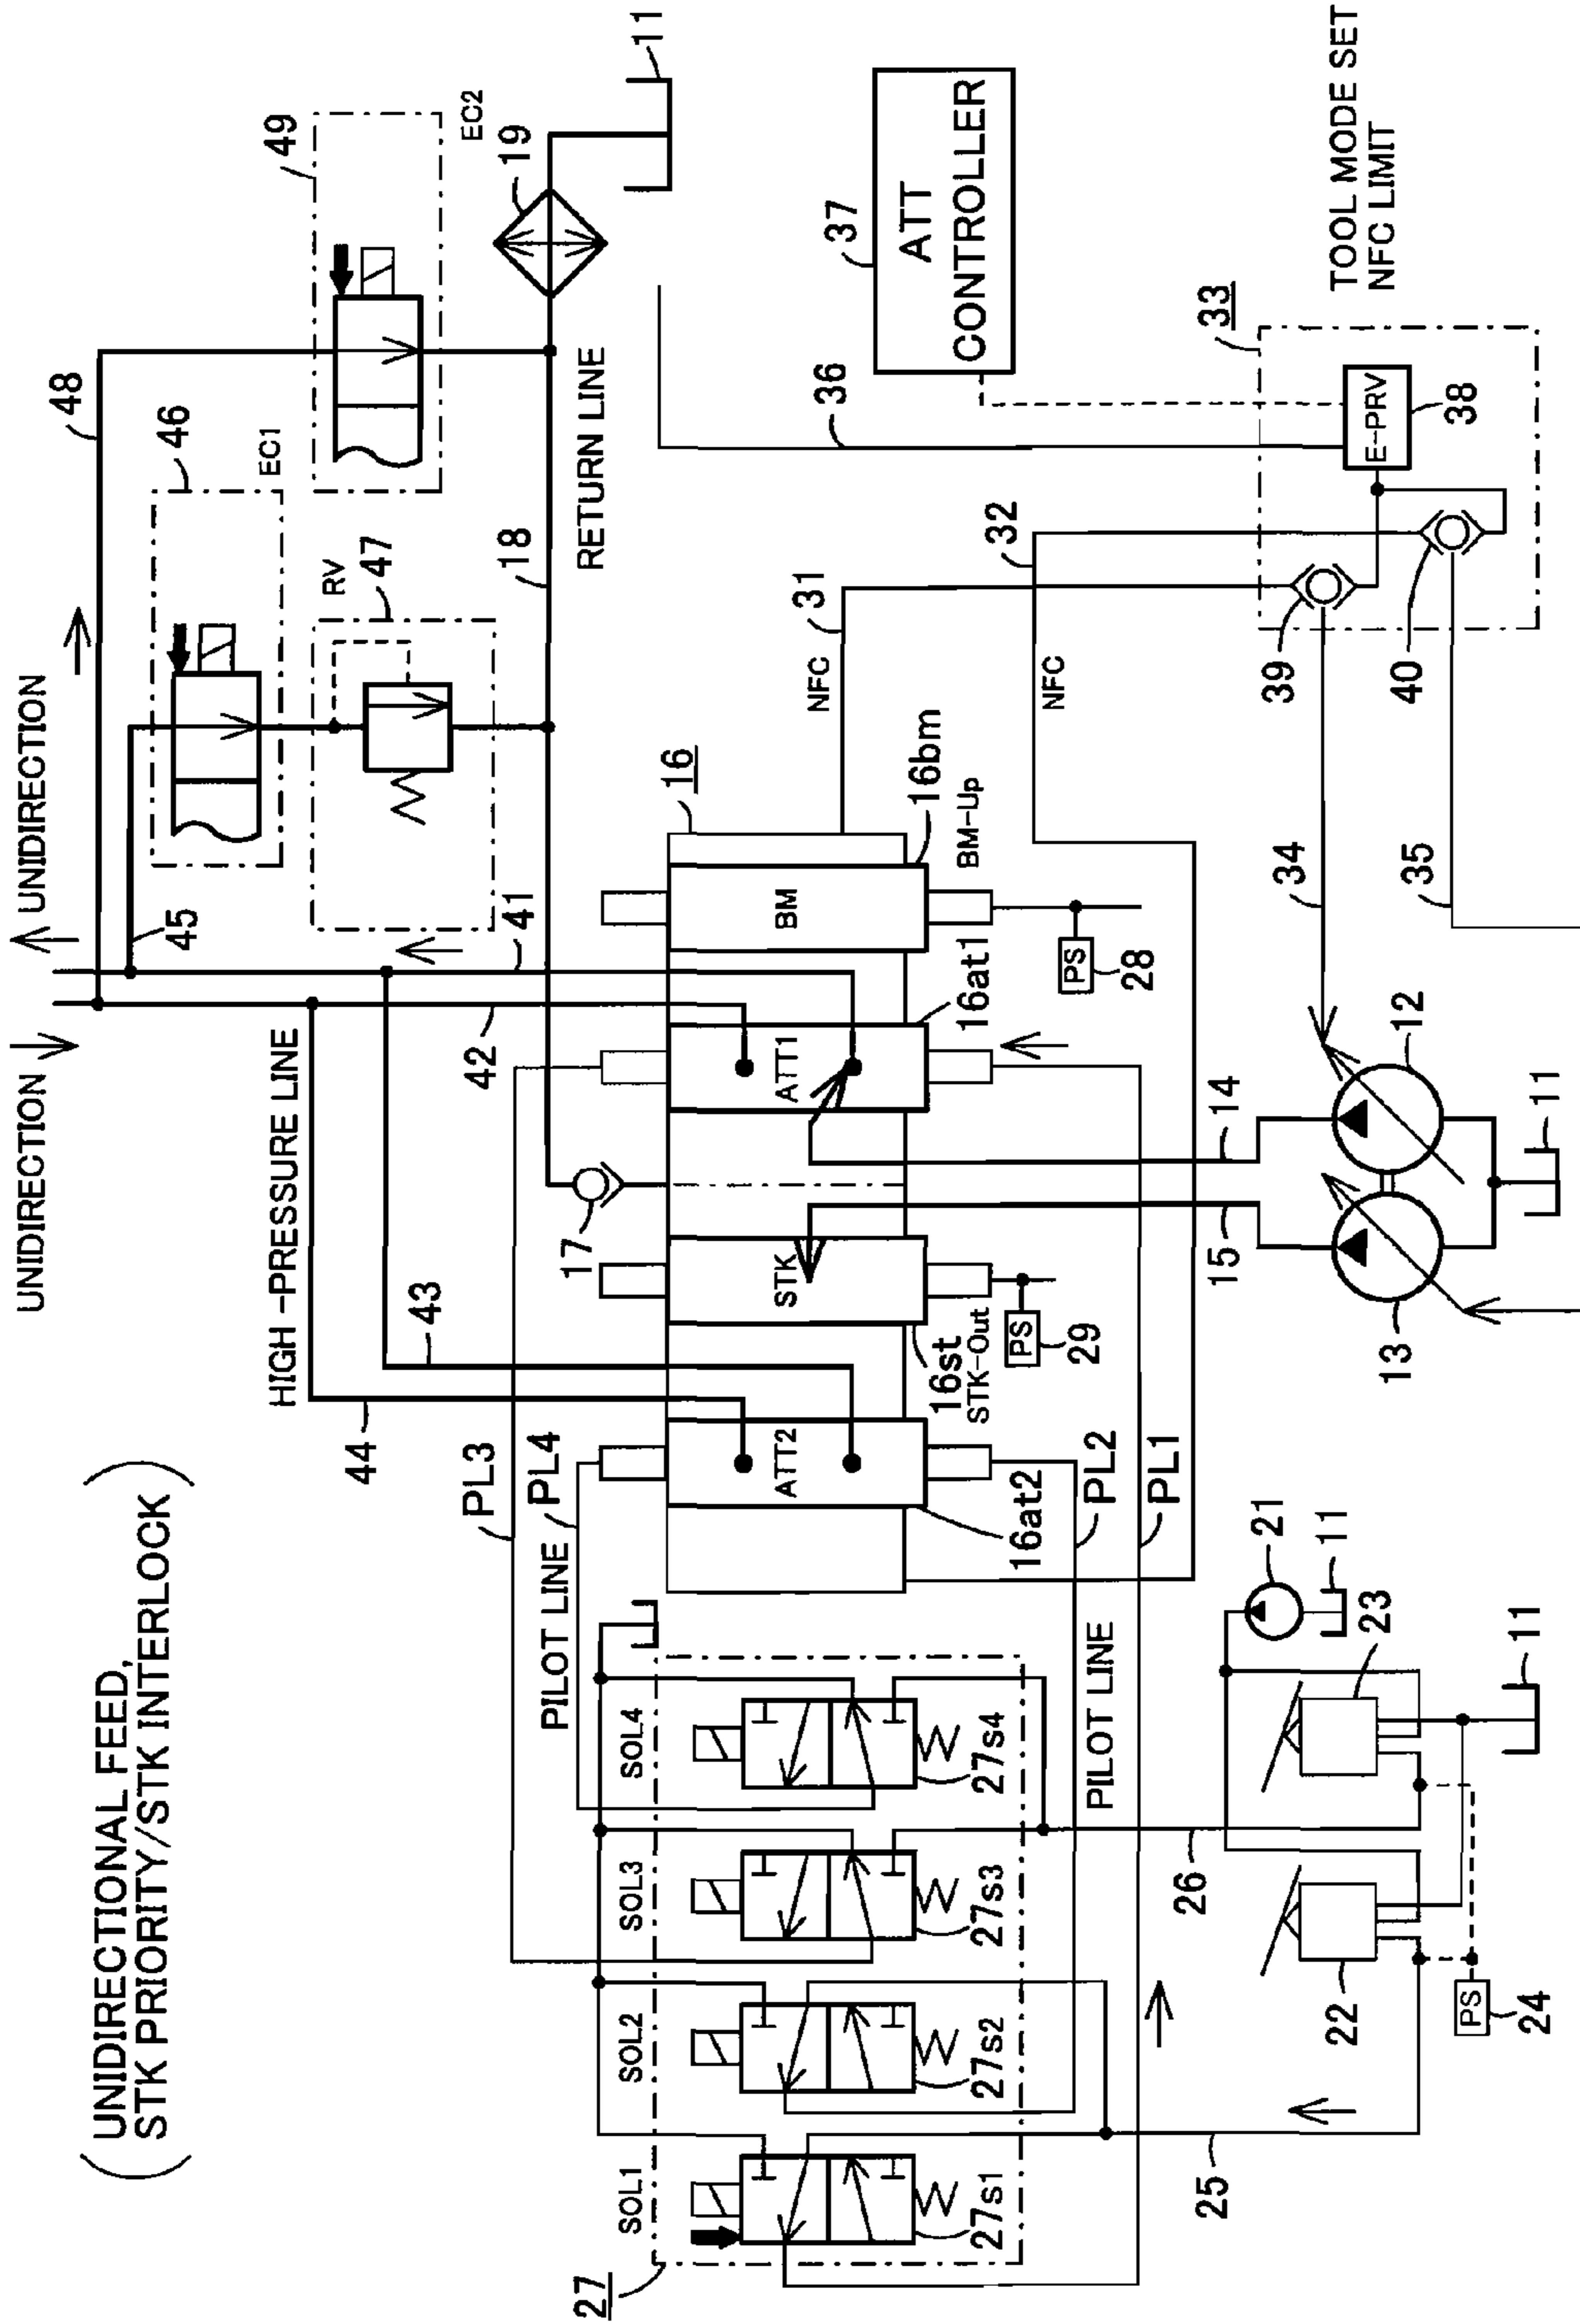 (UNIDIRECTIONAL FEED,
STK PRIORITY/STK INTERLOCK)
UNIDIRECTION
UNIDIRECTION
HIGH-PRESSURE LINE
48
45
46
EC1
49
EC2
RV
47
44
43
42
41
18
RETURN LINE
19
11
PL3
PL4
PILOT LINE
17
16
27
SOL1
SOL2
SOL3
SOL4
27s1
27s2
27s3
27s4
ATT2
STK
ATT1
BM
16at2
16st
STK-Out
16at1
16bm
BM-Up
PS
29
PS
28
NFC
31
NFC
32
36
37
ATT
CONTROLLER
PL2
PL1
PILOT LINE
25
26
22
23
PS
24
21
11
11
15
14
13
12
11
34
35
39
40
33
E-PRV
38
TOOL MODE SET
NFC LIMIT